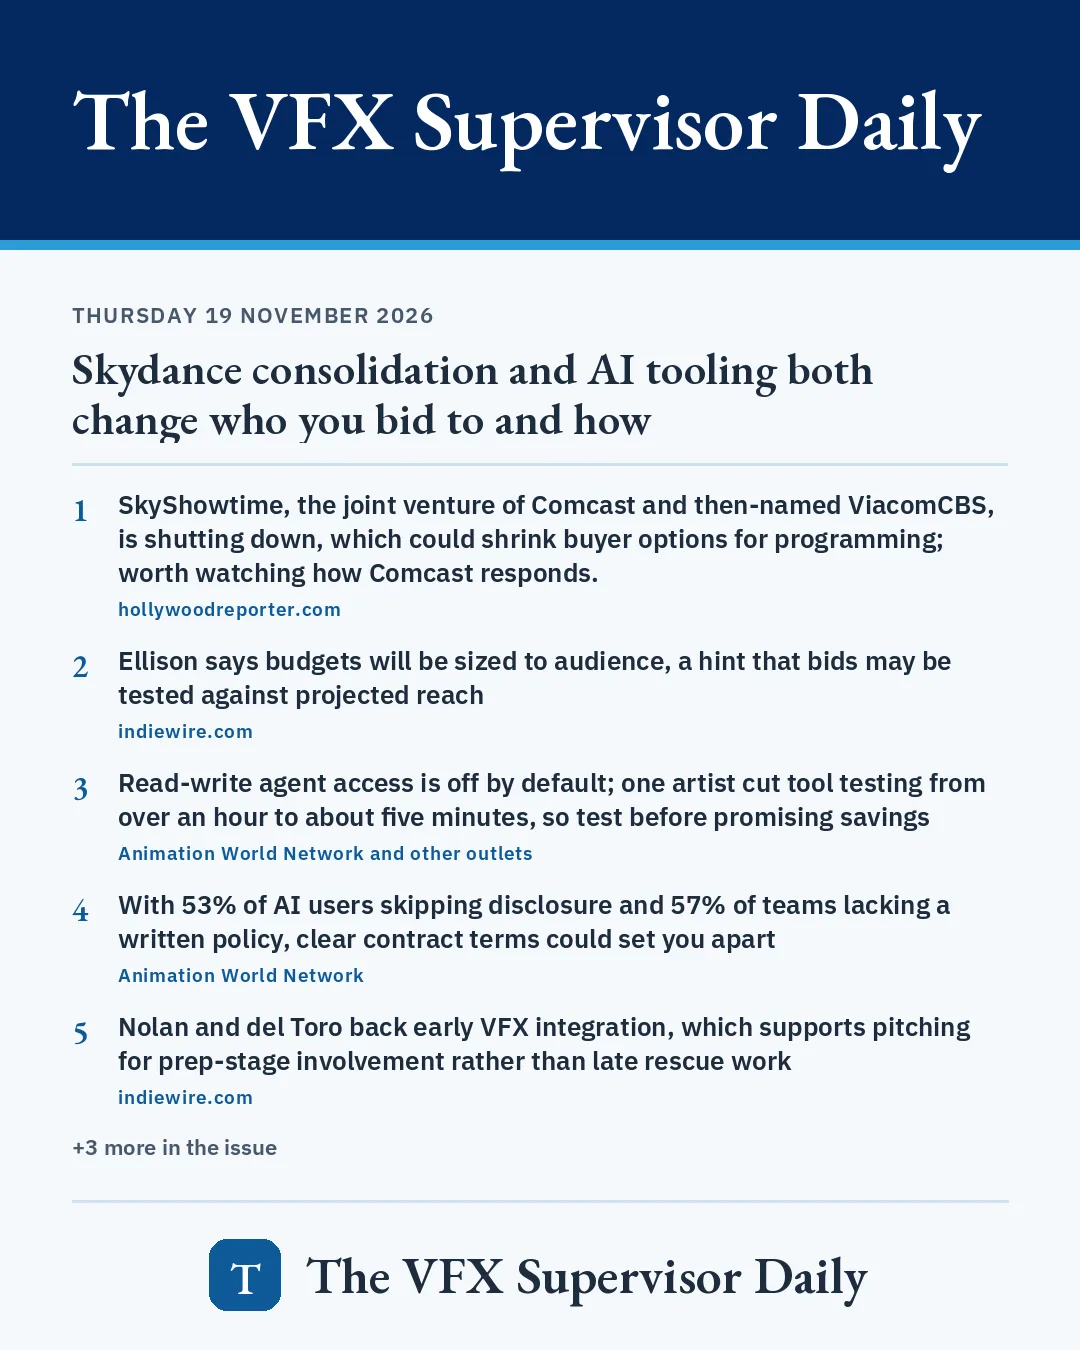 The VFX Supervisor Daily
THURSDAY 19 NOVEMBER 2026
Skydance consolidation and AI tooling both
change who you bid to and how
1
SkyShowtime, the joint venture of Comcast and then-named ViacomCBS,
is shutting down, which could shrink buyer options for programming;
worth watching how Comcast responds.
hollywoodreporter.com
2
Ellison says budgets will be sized to audience, a hint that bids may be
tested against projected reach
indiewire.com
3
Read-write agent access is off by default; one artist cut tool testing from
over an hour to about five minutes, so test before promising savings
Animation World Network and other outlets
4
With 53% of AI users skipping disclosure and 57% of teams lacking a
written policy, clear contract terms could set you apart
Animation World Network
5
Nolan and del Toro back early VFX integration, which supports pitching
for prep-stage involvement rather than late rescue work
indiewire.com
+3 more in the issue
T
The VFX Supervisor Daily